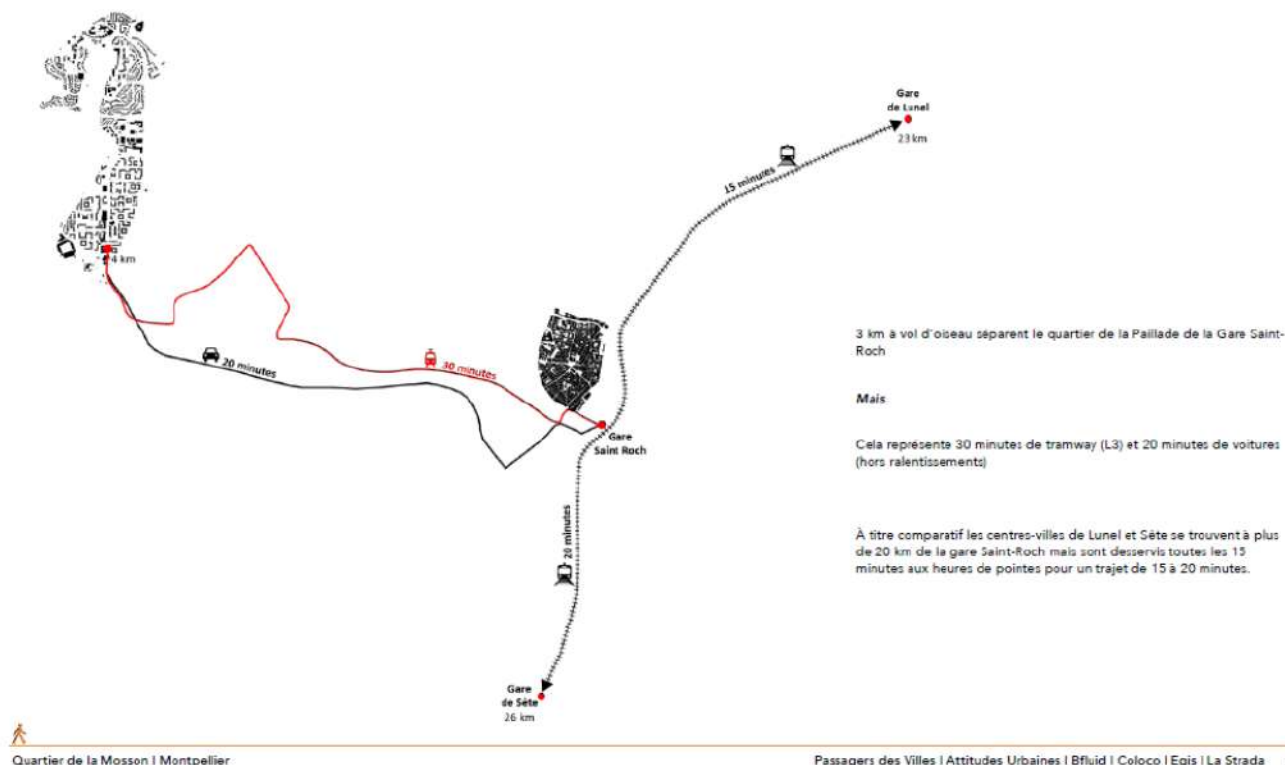 Gare
de Lunel
23 km
15 minutes
4 km
20 minutes
30 minutes
Gare
Saint Roch
20 minutes
Gare
de Sète
26 km
3 km à vol d'oiseau séparent le quartier de la Paillade de la Gare Saint-
Roch
Mais
Cela représente 30 minutes de tramway (L3) et 20 minutes de voitures
(hors ralentissements)
À titre comparatif les centres-villes de Lunel et Sète se trouvent à plus
de 20 km de la gare Saint-Roch mais sont desservis toutes les 15
minutes aux heures de pointes pour un trajet de 15 à 20 minutes.
Quartier de la Mosson | Montpellier
Passagers des Villes | Attitudes Urbaines | Bfluid | Coloco | Egis | La Strada